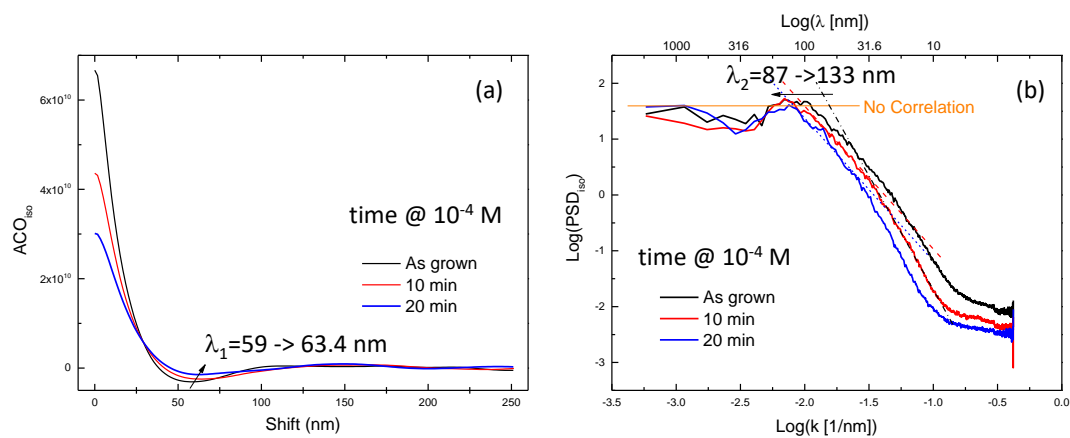 (a)
6x10¹⁰
4x10¹⁰
2x10¹⁰
0
ACO_iso
time @ 10⁻⁴ M
As grown
10 min
20 min
λ₁=59 -> 63.4 nm
0 50 100 150 200 250
Shift (nm)
Log(λ [nm])
1000 316 100 31.6 10
(b)
λ₂=87 ->133 nm
No Correlation
2
1
0
-1
-2
-3
Log(PSD_iso)
time @ 10⁻⁴ M
As grown
10 min
20 min
-3.5 -3.0 -2.5 -2.0 -1.5 -1.0 -0.5 0.0
Log(k [1/nm])